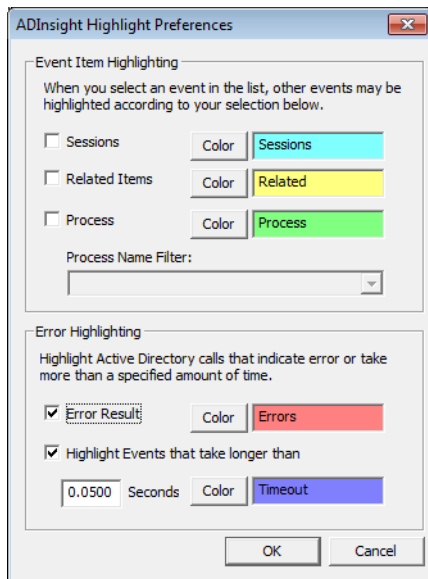 ADInsight Highlight Preferences
Event Item Highlighting
When you select an event in the list, other events may be
highlighted according to your selection below.
Sessions Color Sessions
Related Items Color Related
Process Color Process
Process Name Filter:
Error Highlighting
Highlight Active Directory calls that indicate error or take
more than a specified amount of time.
Error Result Color Errors
Highlight Events that take longer than
0.0500 Seconds Color Timeout
OK Cancel